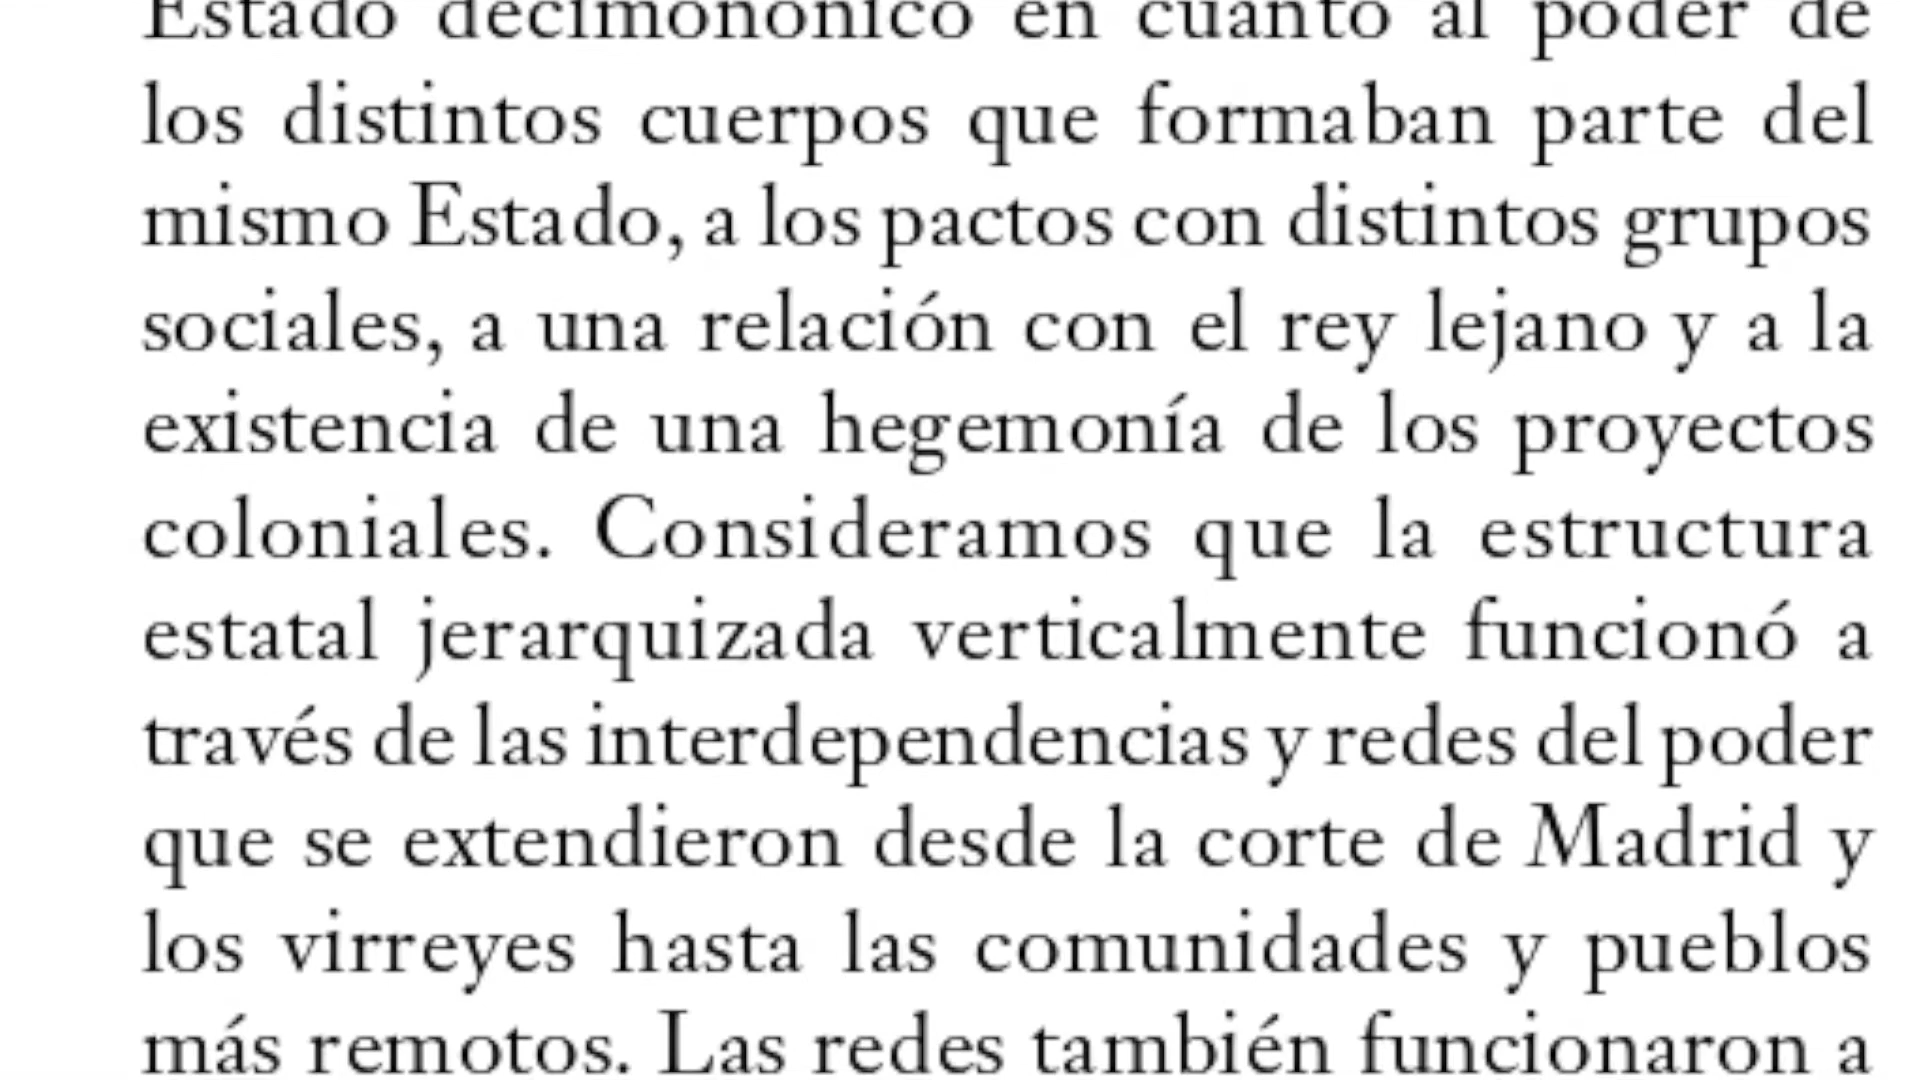 Estado decimonónico en cuanto al poder de
los distintos cuerpos que formaban parte del
mismo Estado, a los pactos con distintos grupos
sociales, a una relación con el rey lejano y a la
existencia de una hegemonía de los proyectos
coloniales. Consideramos que la estructura
estatal jerarquizada verticalmente funcionó a
través de las interdependencias y redes del poder
que se extendieron desde la corte de Madrid y
los virreyes hasta las comunidades y pueblos
más remotos. Las redes también funcionaron a